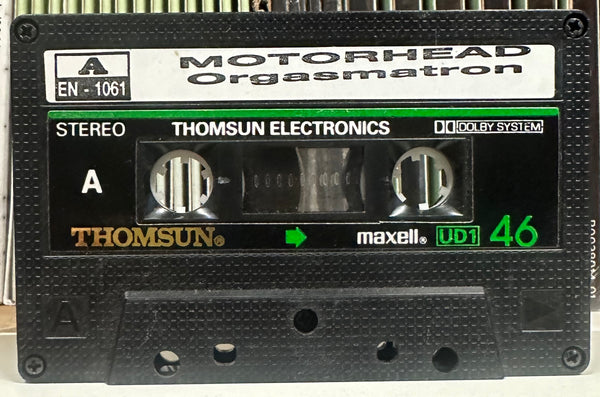 A
EN - 1061
MOTORHEAD
Orgasmatron
STEREO
THOMSUN ELECTRONICS
DOLBY SYSTEM
A
THOMSUN®
maxell®
UD1
46
A